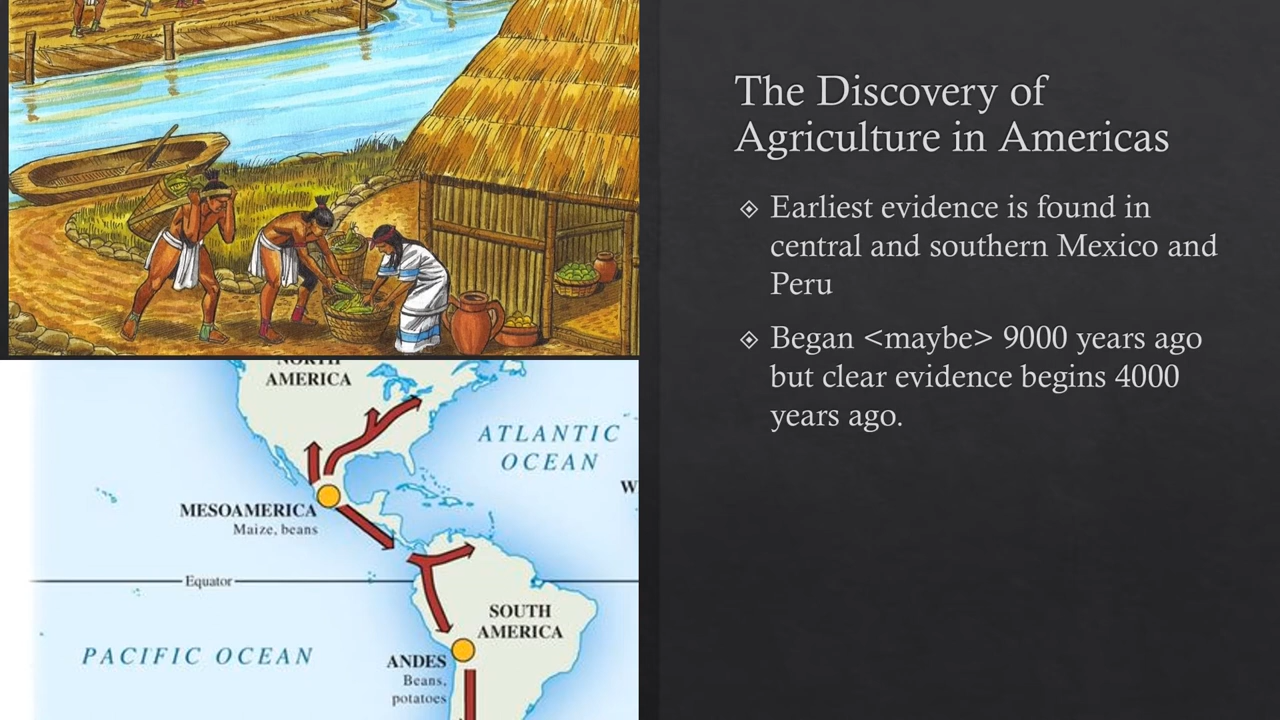 The Discovery of
Agriculture in Americas
Earliest evidence is found in
central and southern Mexico and
Peru
Began <maybe> 9000 years ago
but clear evidence begins 4000
years ago.
NORTH
AMERICA
ATLANTIC
OCEAN
W
MESOAMERICA
Maize, beans
Equator
SOUTH
AMERICA
PACIFIC OCEAN
ANDES
Beans,
potatoes